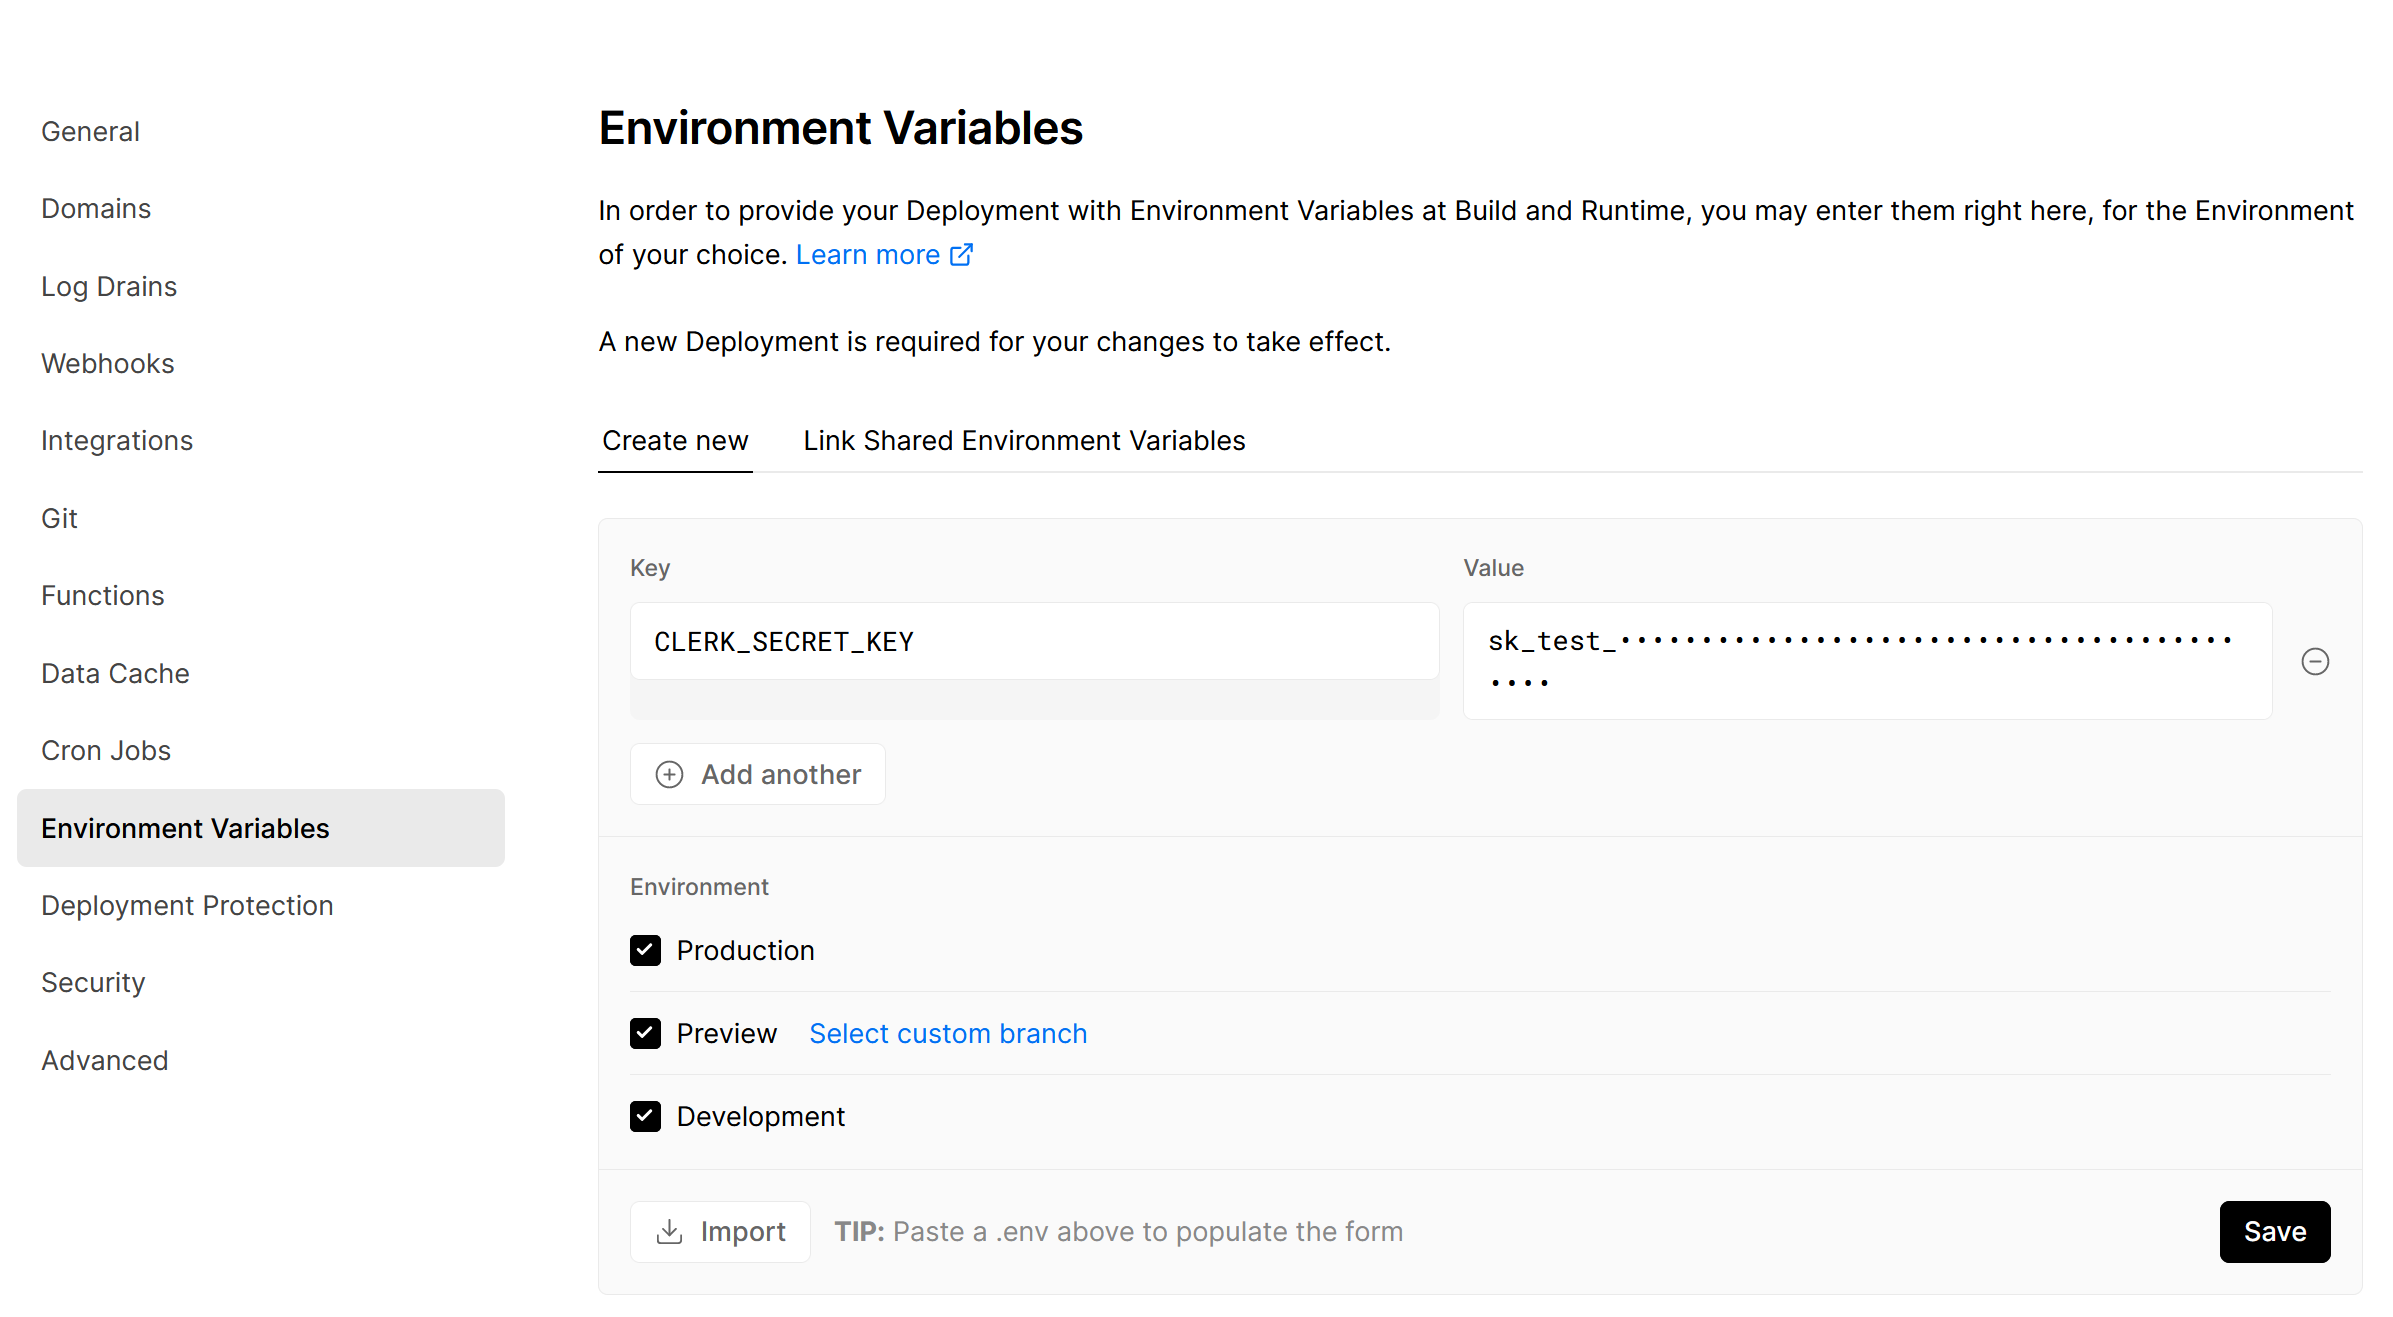 General
Domains
Log Drains
Webhooks
Integrations
Git
Functions
Data Cache
Cron Jobs
Environment Variables
Deployment Protection
Security
Advanced
Environment Variables
In order to provide your Deployment with Environment Variables at Build and Runtime, you may enter them right here, for the Environment
of your choice. Learn more
A new Deployment is required for your changes to take effect.
Create new Link Shared Environment Variables
Key Value
CLERK_SECRET_KEY sk_test_••••••••••••••••••••••••••••••••••••••
••••
Add another
Environment
Production
Preview Select custom branch
Development
Import TIP: Paste a .env above to populate the form Save